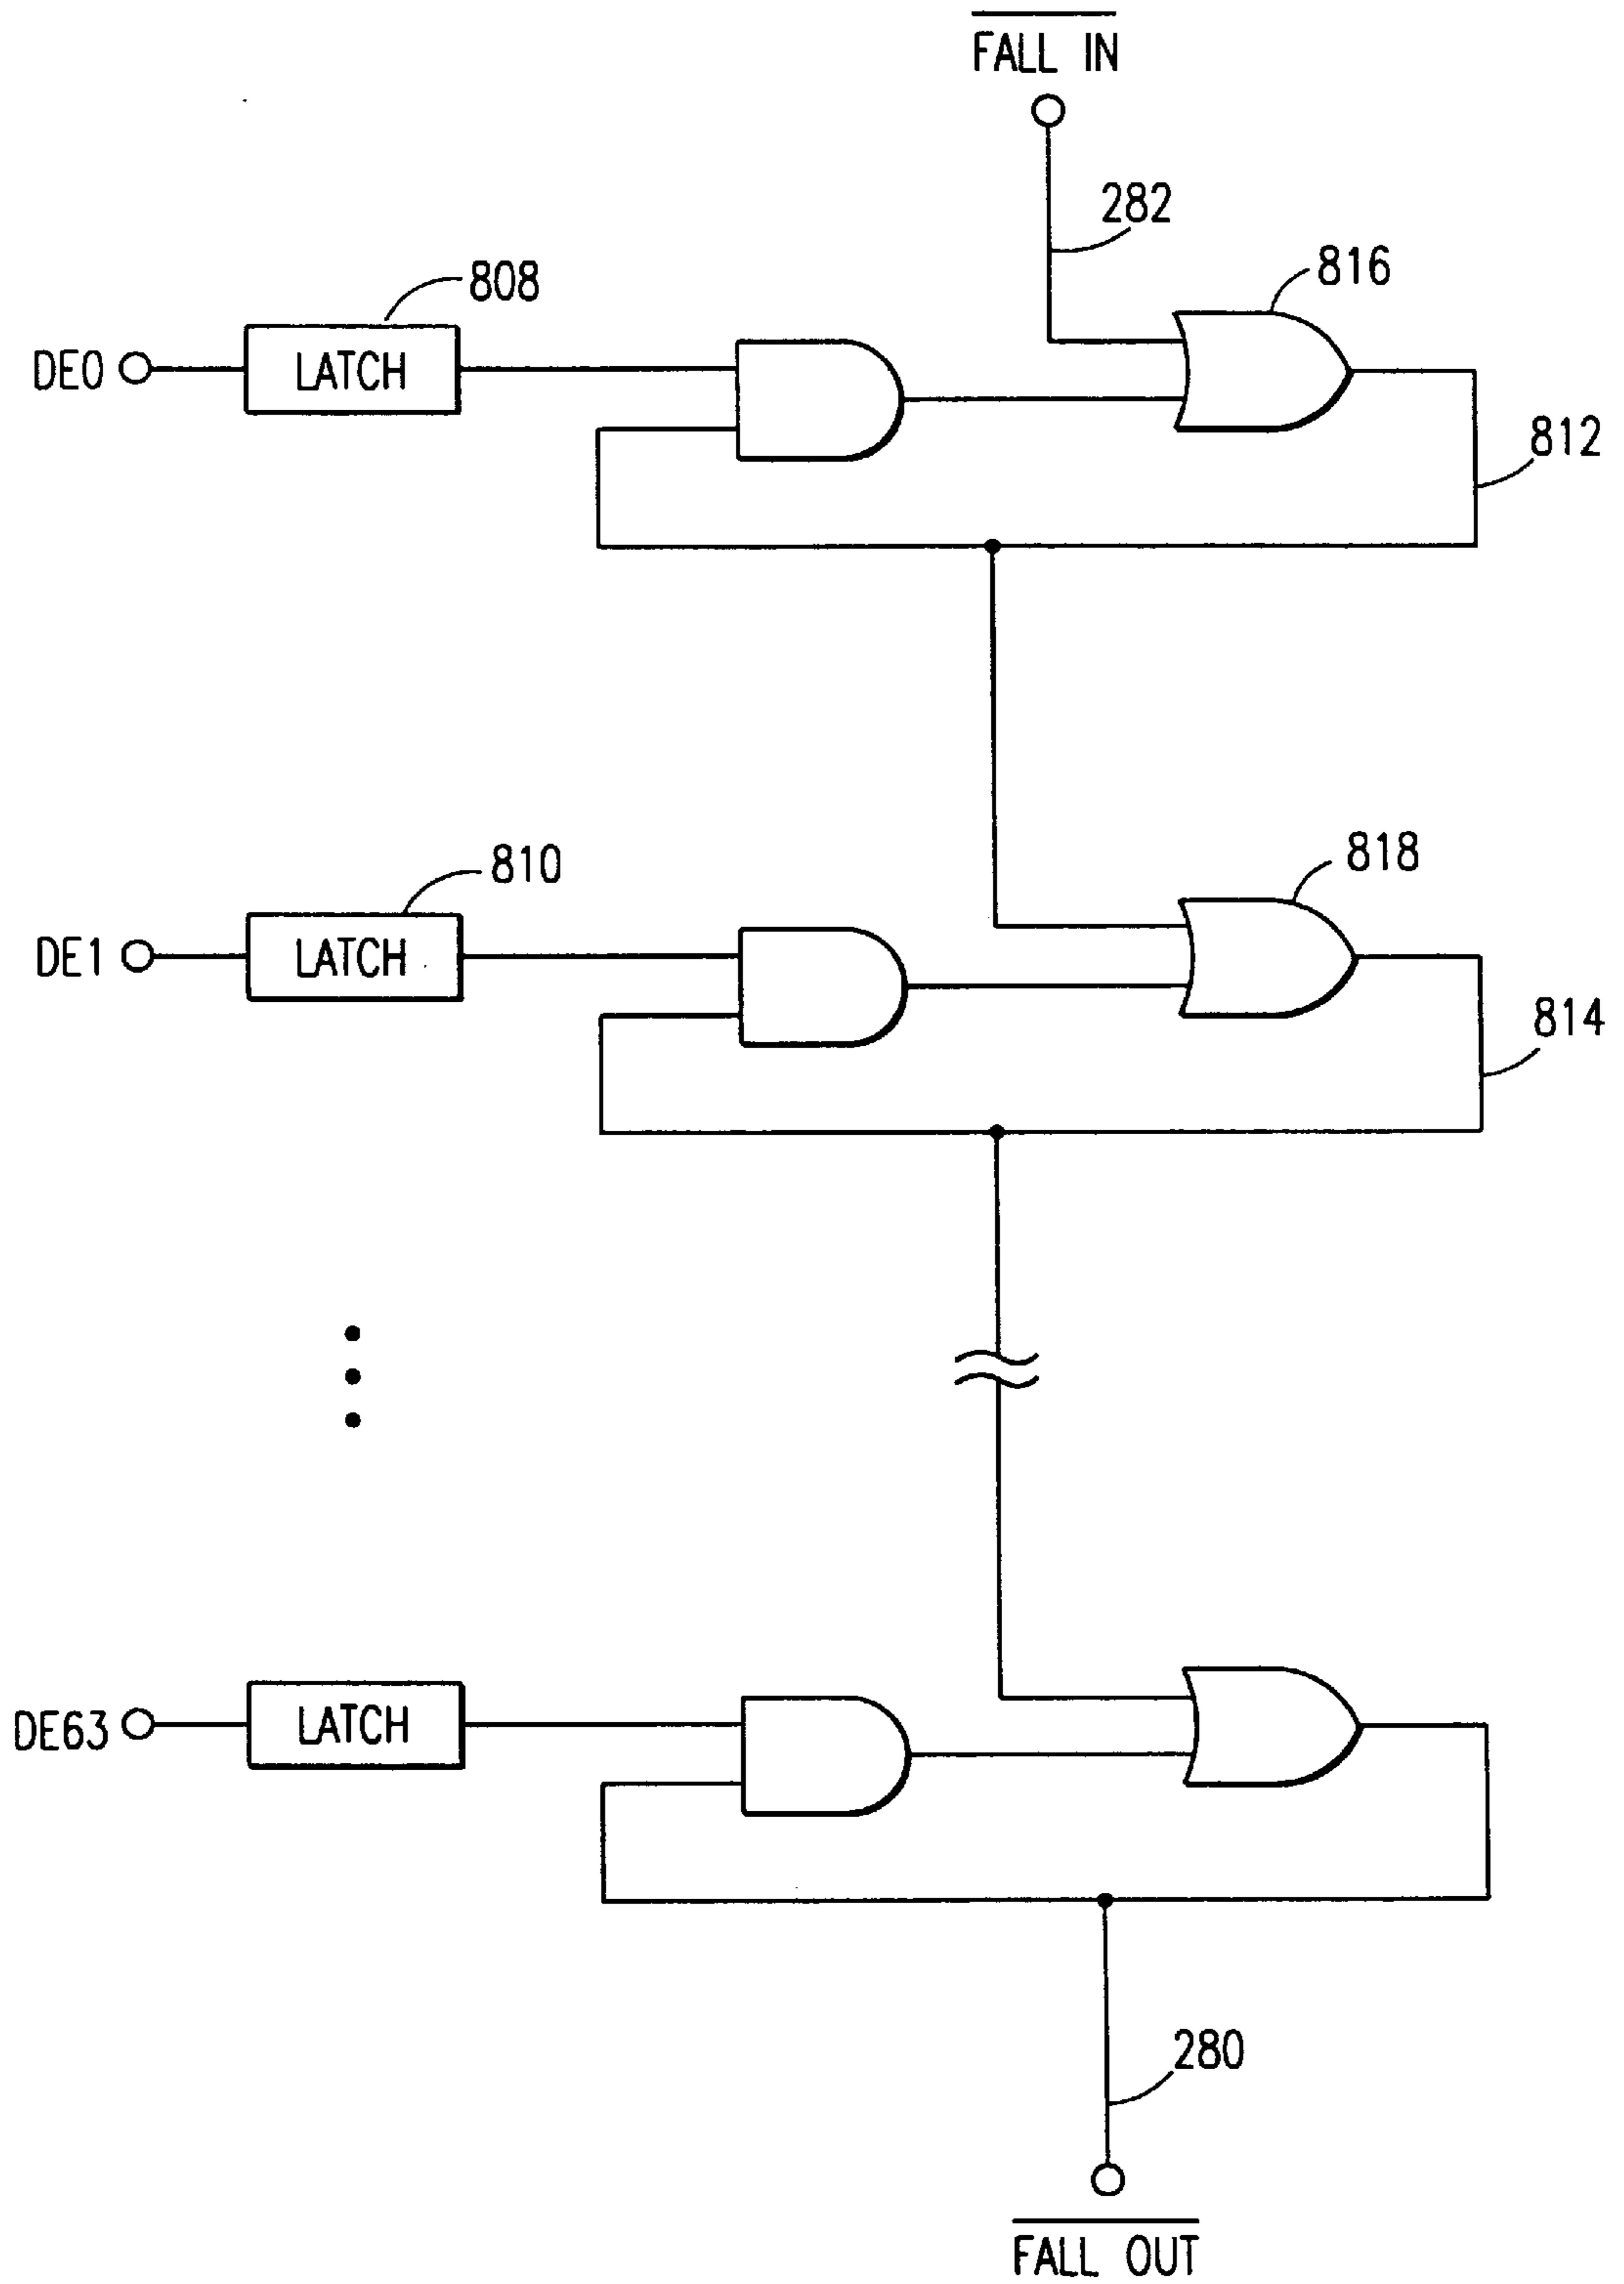 FALL IN
282
816
808
DE0
LATCH
812
818
810
DE1
LATCH
814
DE63
LATCH
280
FALL OUT